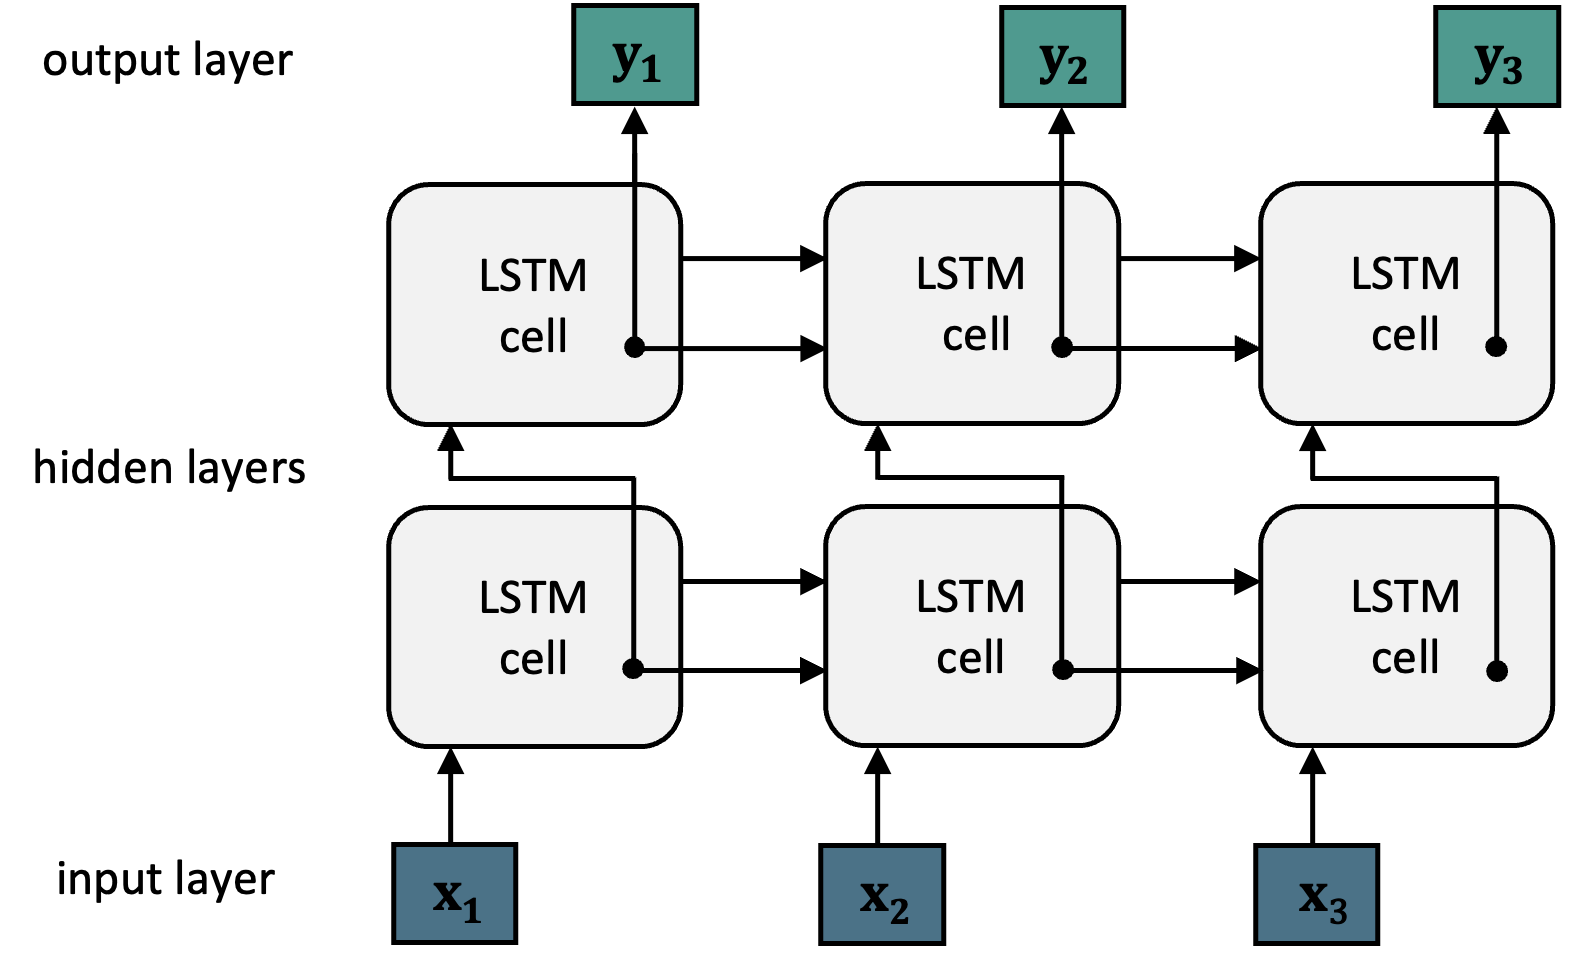 output layer
y₁
y₂
y₃
LSTM
cell
LSTM
cell
LSTM
cell
hidden layers
LSTM
cell
LSTM
cell
LSTM
cell
input layer
x₁
x₂
x₃